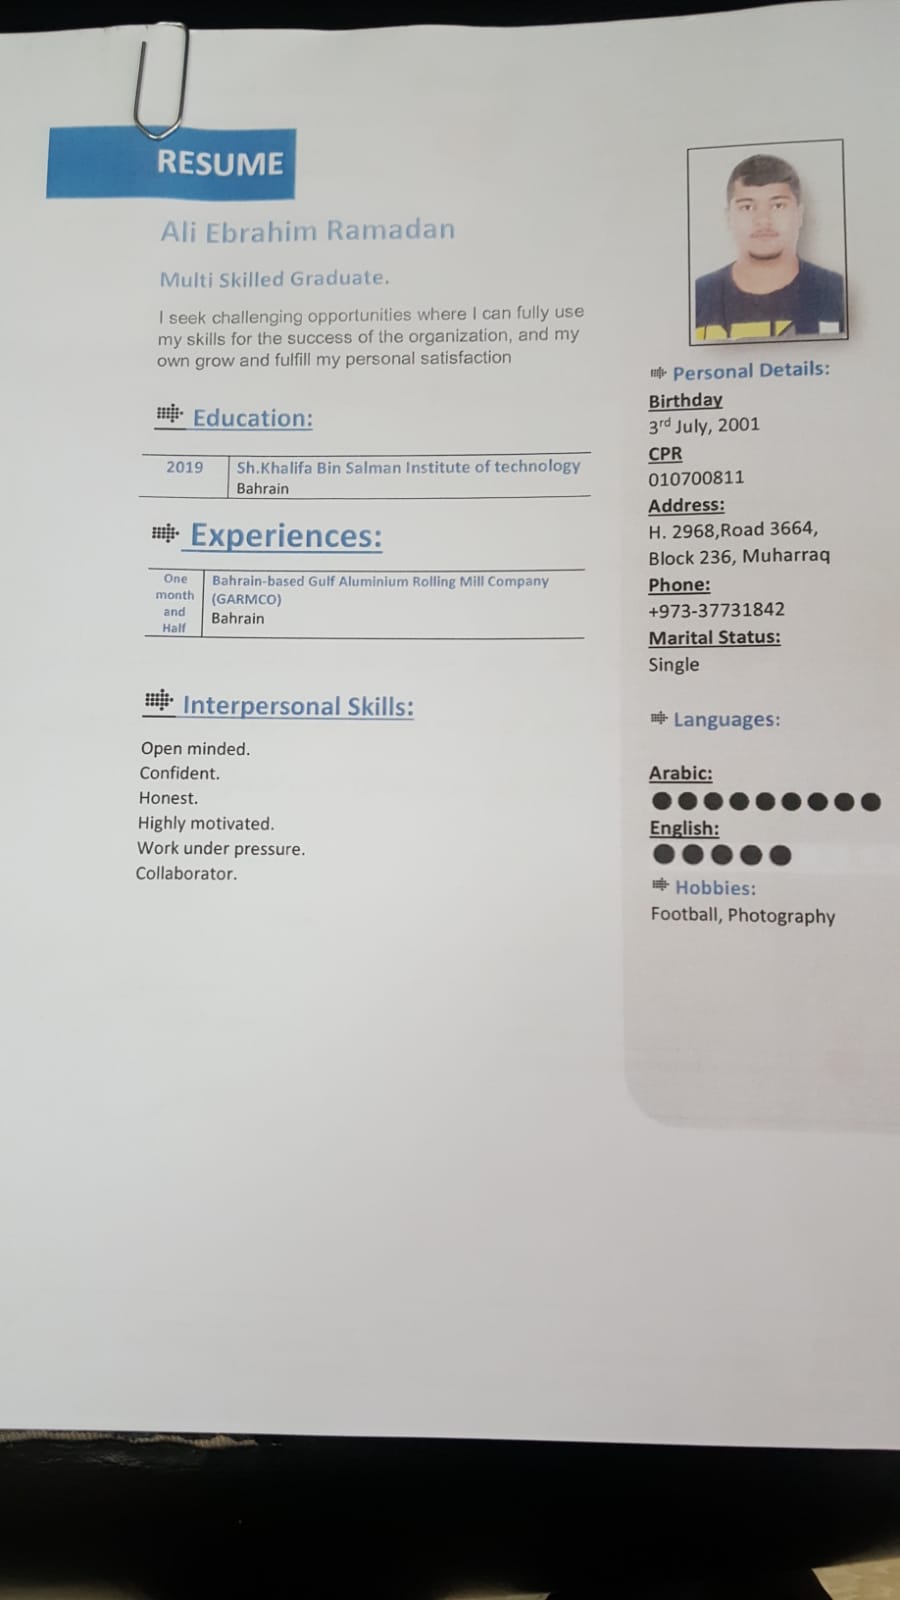 RESUME
Ali Ebrahim Ramadan
Multi Skilled Graduate.
I seek challenging opportunities where I can fully use
my skills for the success of the organization, and my
own grow and fulfill my personal satisfaction
Education:
2019
Sh.Khalifa Bin Salman Institute of technology
Bahrain
Experiences:
One
month
and
Half
Bahrain-based Gulf Aluminium Rolling Mill Company
(GARMCO)
Bahrain
Interpersonal Skills:
Open minded.
Confident.
Honest.
Highly motivated.
Work under pressure.
Collaborator.
Personal Details:
Birthday
3rd July, 2001
CPR
010700811
Address:
H. 2968,Road 3664,
Block 236, Muharraq
Phone:
+973-37731842
Marital Status:
Single
Languages:
Arabic:
English:
Hobbies:
Football, Photography